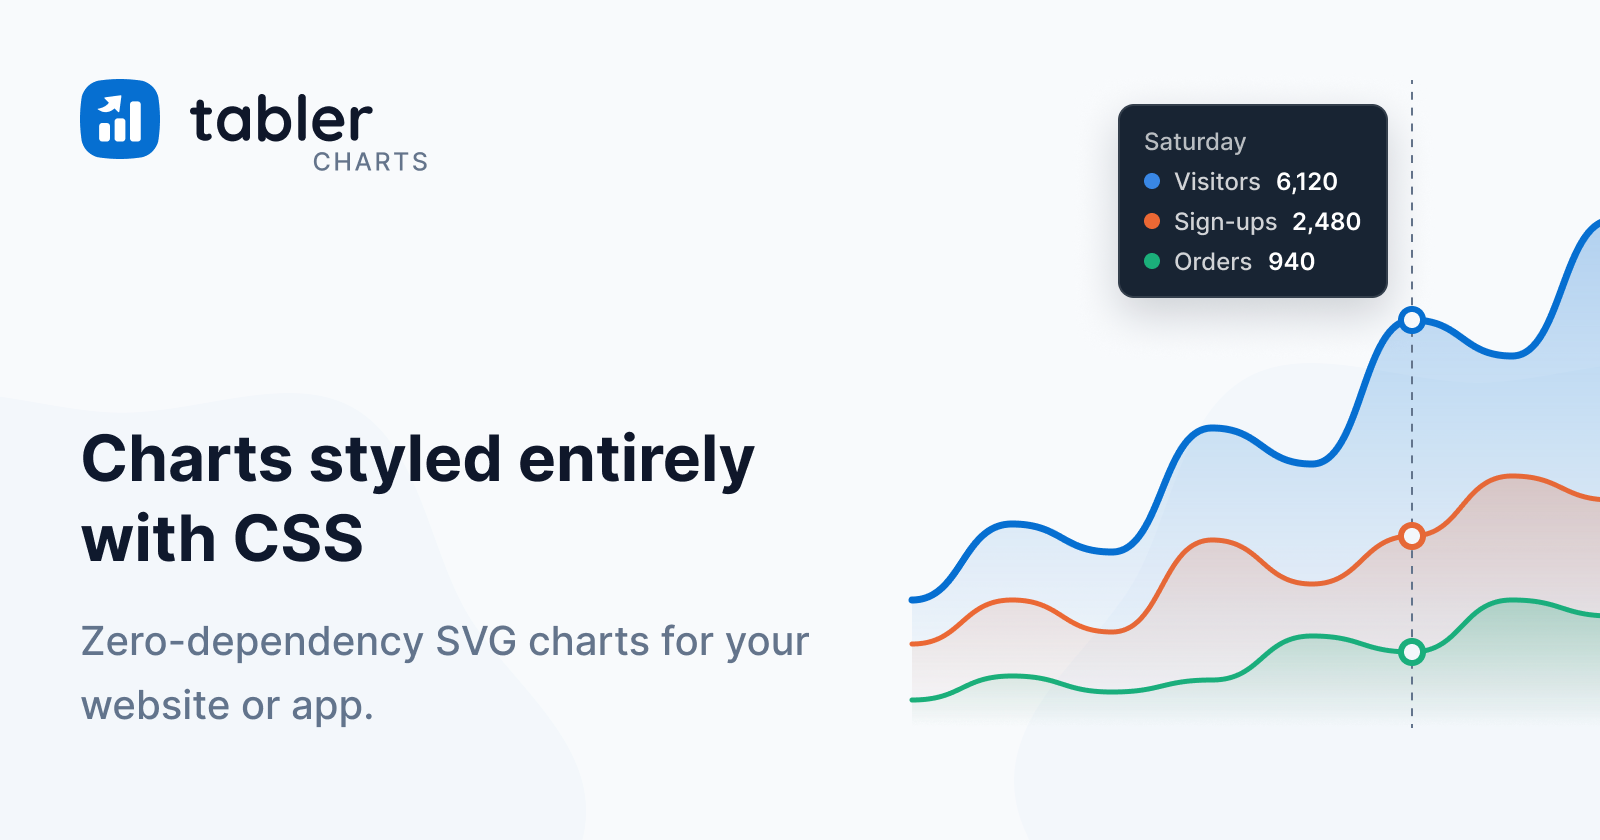 tabler
CHARTS
Charts styled entirely
with CSS
Zero-dependency SVG charts for your
website or app.
Saturday
Visitors 6,120
Sign-ups 2,480
Orders 940